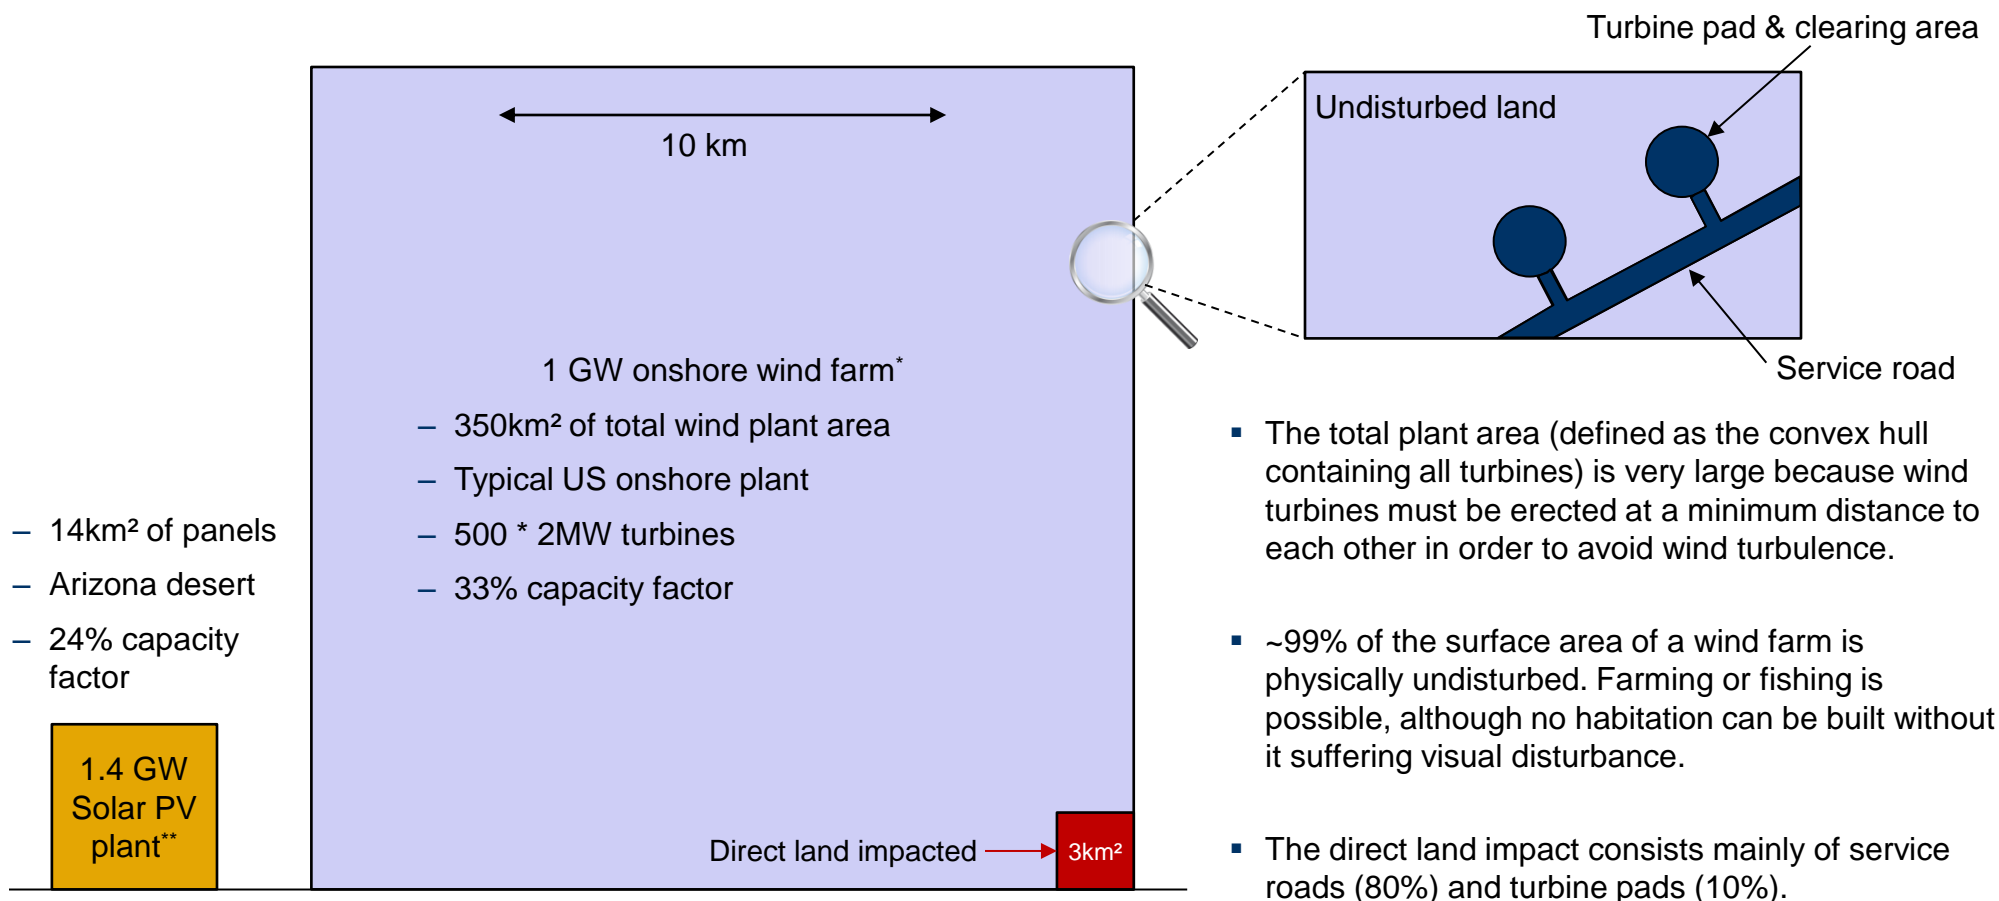 Turbine pad & clearing area
Undisturbed land
10 km
Service road
1 GW onshore wind farm*
– 350km² of total wind plant area
– Typical US onshore plant
– 500 * 2MW turbines
– 33% capacity factor
– 14km² of panels
– Arizona desert
– 24% capacity
factor
1.4 GW
Solar PV
plant**
Direct land impacted
3km²
▪ The total plant area (defined as the convex hull
containing all turbines) is very large because wind
turbines must be erected at a minimum distance to
each other in order to avoid wind turbulence.
▪ ~99% of the surface area of a wind farm is
physically undisturbed. Farming or fishing is
possible, although no habitation can be built without
it suffering visual disturbance.
▪ The direct land impact consists mainly of service
roads (80%) and turbine pads (10%).